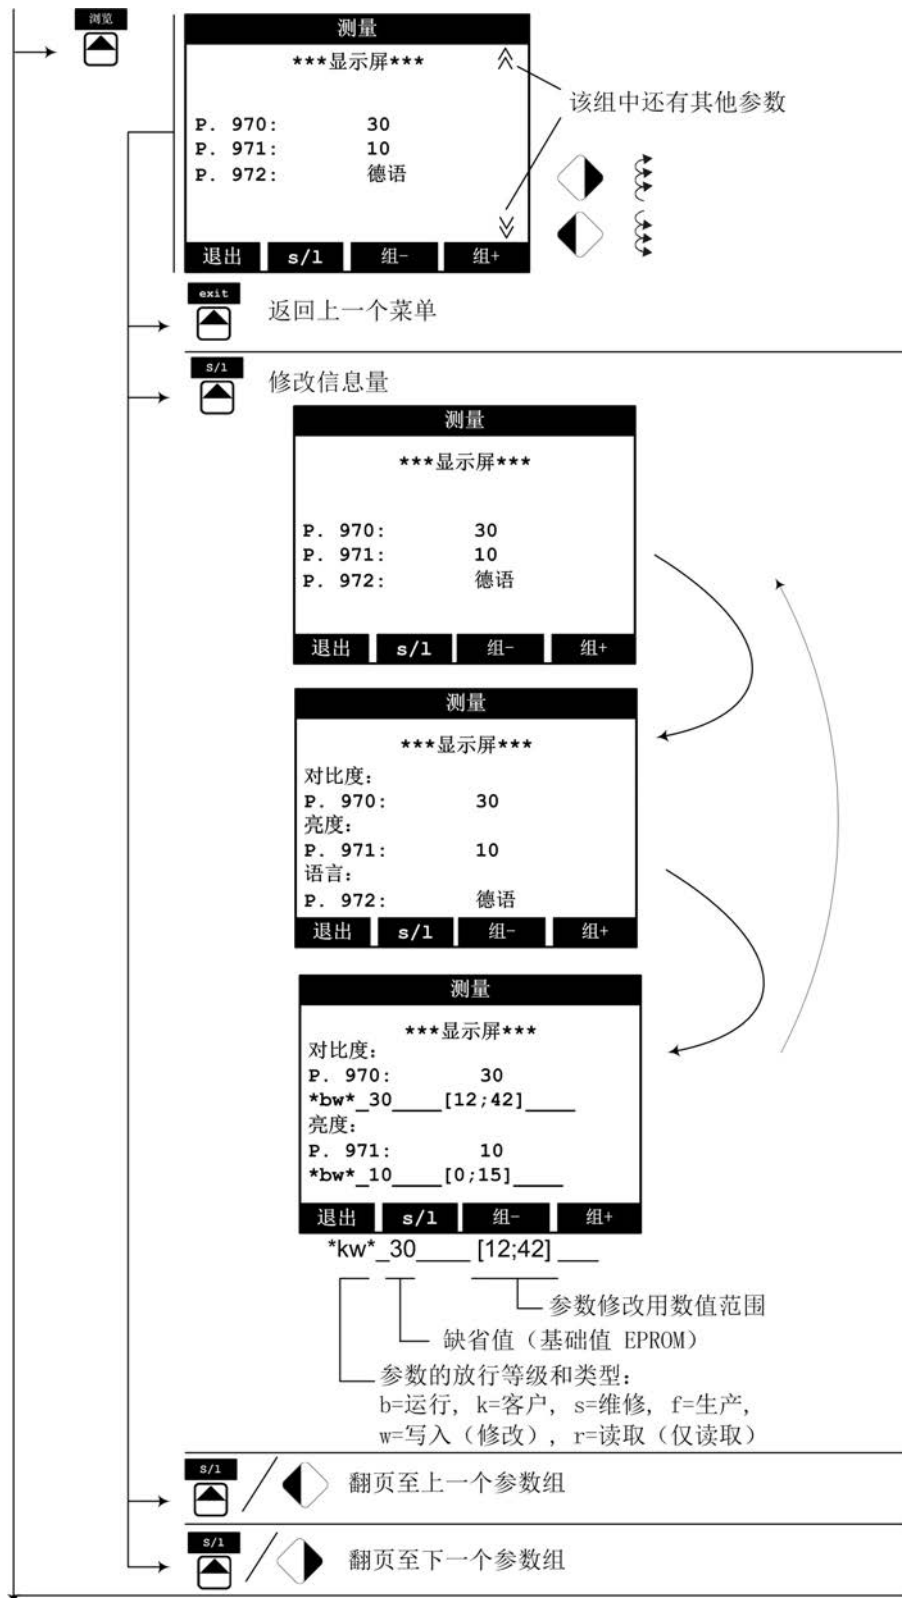 浏览
测量
***显示屏***
该组中还有其他参数
P. 970: 30
P. 971: 10
P. 972: 德语
退出 s/l 组- 组+
exit
返回上一个菜单
S/l
修改信息量
测量
***显示屏***
P. 970: 30
P. 971: 10
P. 972: 德语
退出 s/l 组- 组+
测量
***显示屏***
对比度:
P. 970: 30
亮度:
P. 971: 10
语言:
P. 972: 德语
退出 s/l 组- 组+
测量
***显示屏***
对比度:
P. 970: 30
*bw*_30____[12;42]____
亮度:
P. 971: 10
*bw*_10____[0;15]____
退出 s/l 组- 组+
*kw*_30____ [12;42] ___
参数修改用数值范围
缺省值（基础值 EPROM）
参数的放行等级和类型:
b=运行, k=客户, s=维修, f=生产,
w=写入（修改）, r=读取（仅读取）
S/l
翻页至上一个参数组
S/l
翻页至下一个参数组